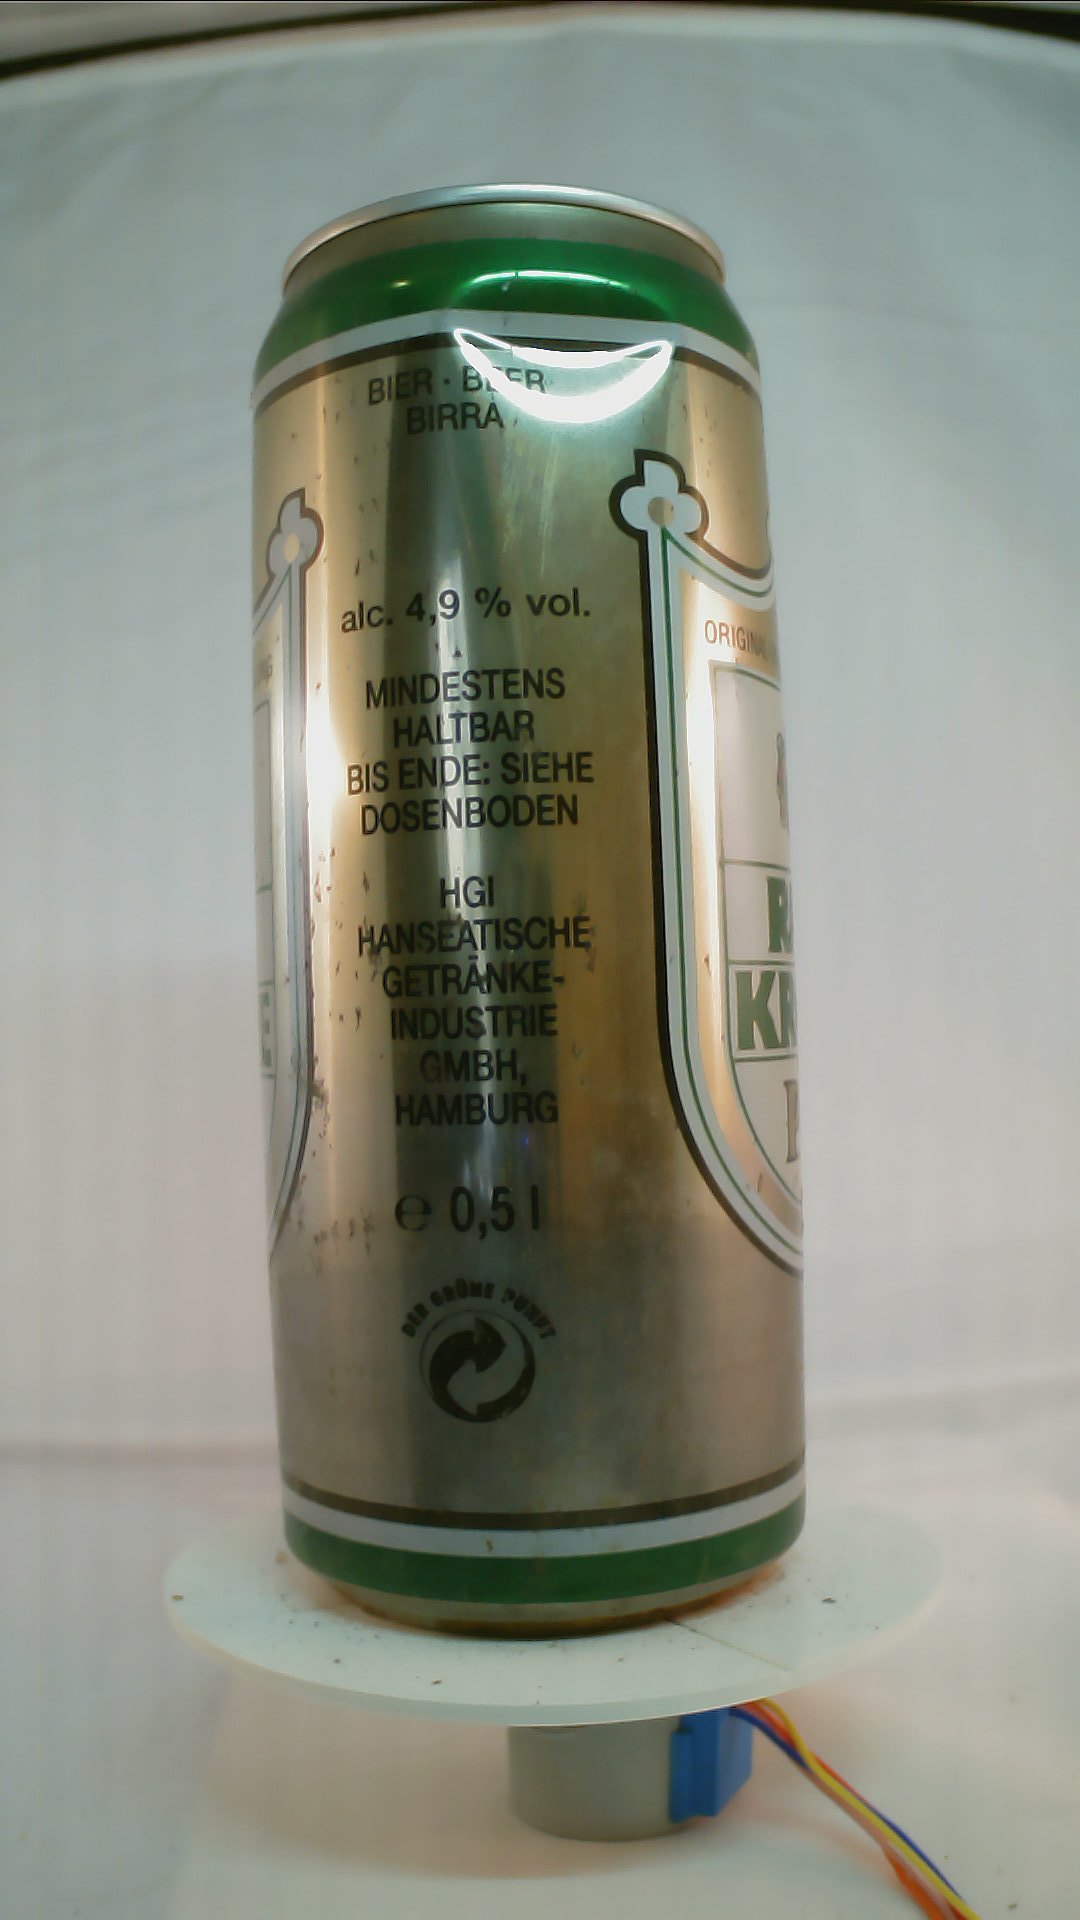 BIER · BEER
BIRRA
alc. 4,9 % vol.
MINDESTENS
HALTBAR
BIS ENDE: SIEHE
DOSENBODEN
HGI
HANSEATISCHE
GETRÄNKE-
INDUSTRIE
GMBH,
HAMBURG
℮ 0,5 l
DER GRÜNE PUNKT
ORIGINAL